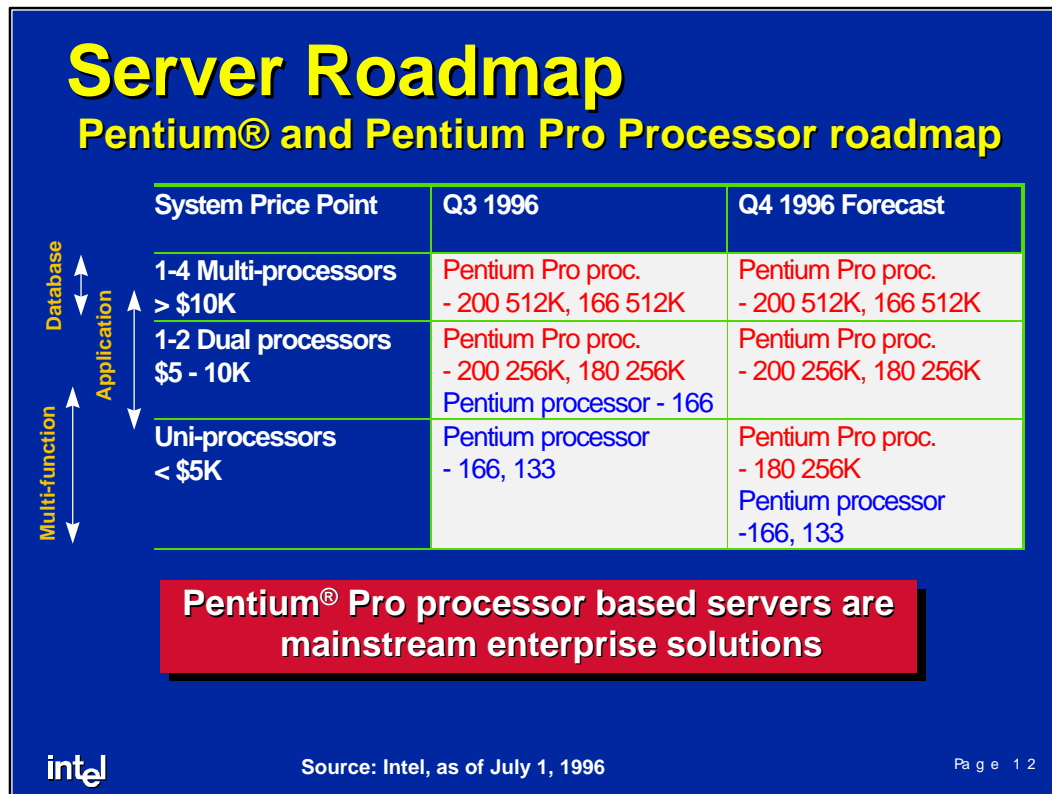 Server Roadmap
Pentium® and Pentium Pro Processor roadmap
System Price Point
Q3 1996
Q4 1996 Forecast
Database
Application
Multi-function
1-4 Multi-processors
> $10K
Pentium Pro proc.
- 200 512K, 166 512K
Pentium Pro proc.
- 200 512K, 166 512K
1-2 Dual processors
$5 - 10K
Pentium Pro proc.
- 200 256K, 180 256K
Pentium processor - 166
Pentium Pro proc.
- 200 256K, 180 256K
Uni-processors
< $5K
Pentium processor
- 166, 133
Pentium Pro proc.
- 180 256K
Pentium processor
-166, 133
Pentium® Pro processor based servers are
mainstream enterprise solutions
intel
Source: Intel, as of July 1, 1996
Page 12